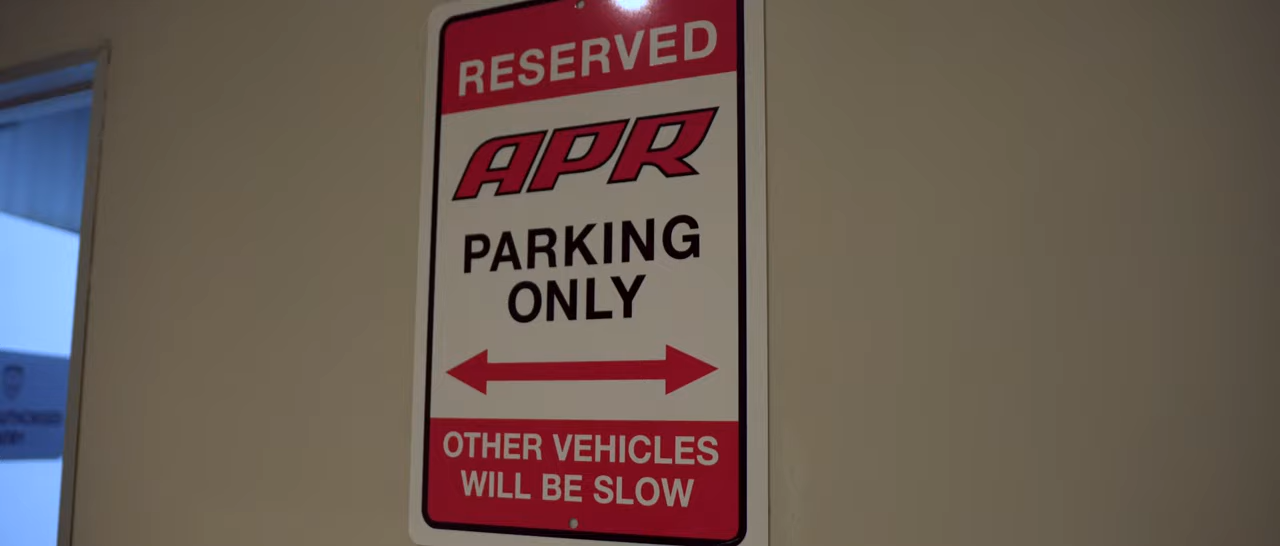 RESERVED
APR
PARKING
ONLY
OTHER VEHICLES
WILL BE SLOW